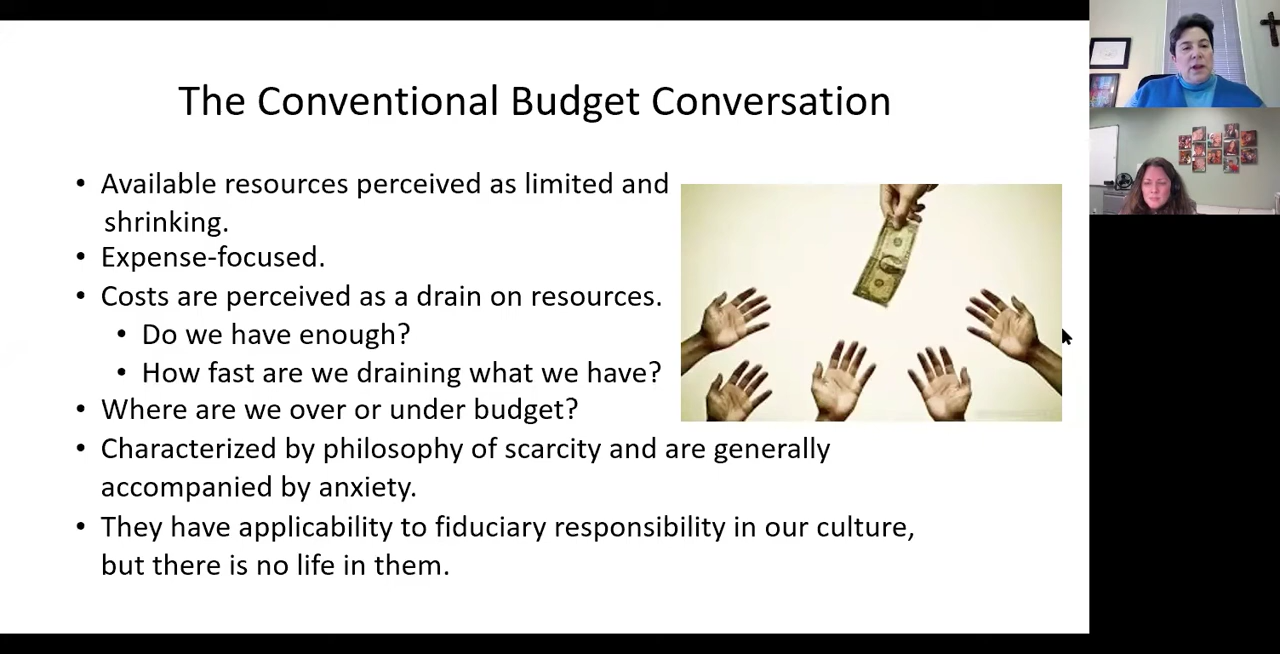 The Conventional Budget Conversation
• Available resources perceived as limited and
shrinking.
• Expense-focused.
• Costs are perceived as a drain on resources.
• Do we have enough?
• How fast are we draining what we have?
• Where are we over or under budget?
• Characterized by philosophy of scarcity and are generally
accompanied by anxiety.
• They have applicability to fiduciary responsibility in our culture,
but there is no life in them.